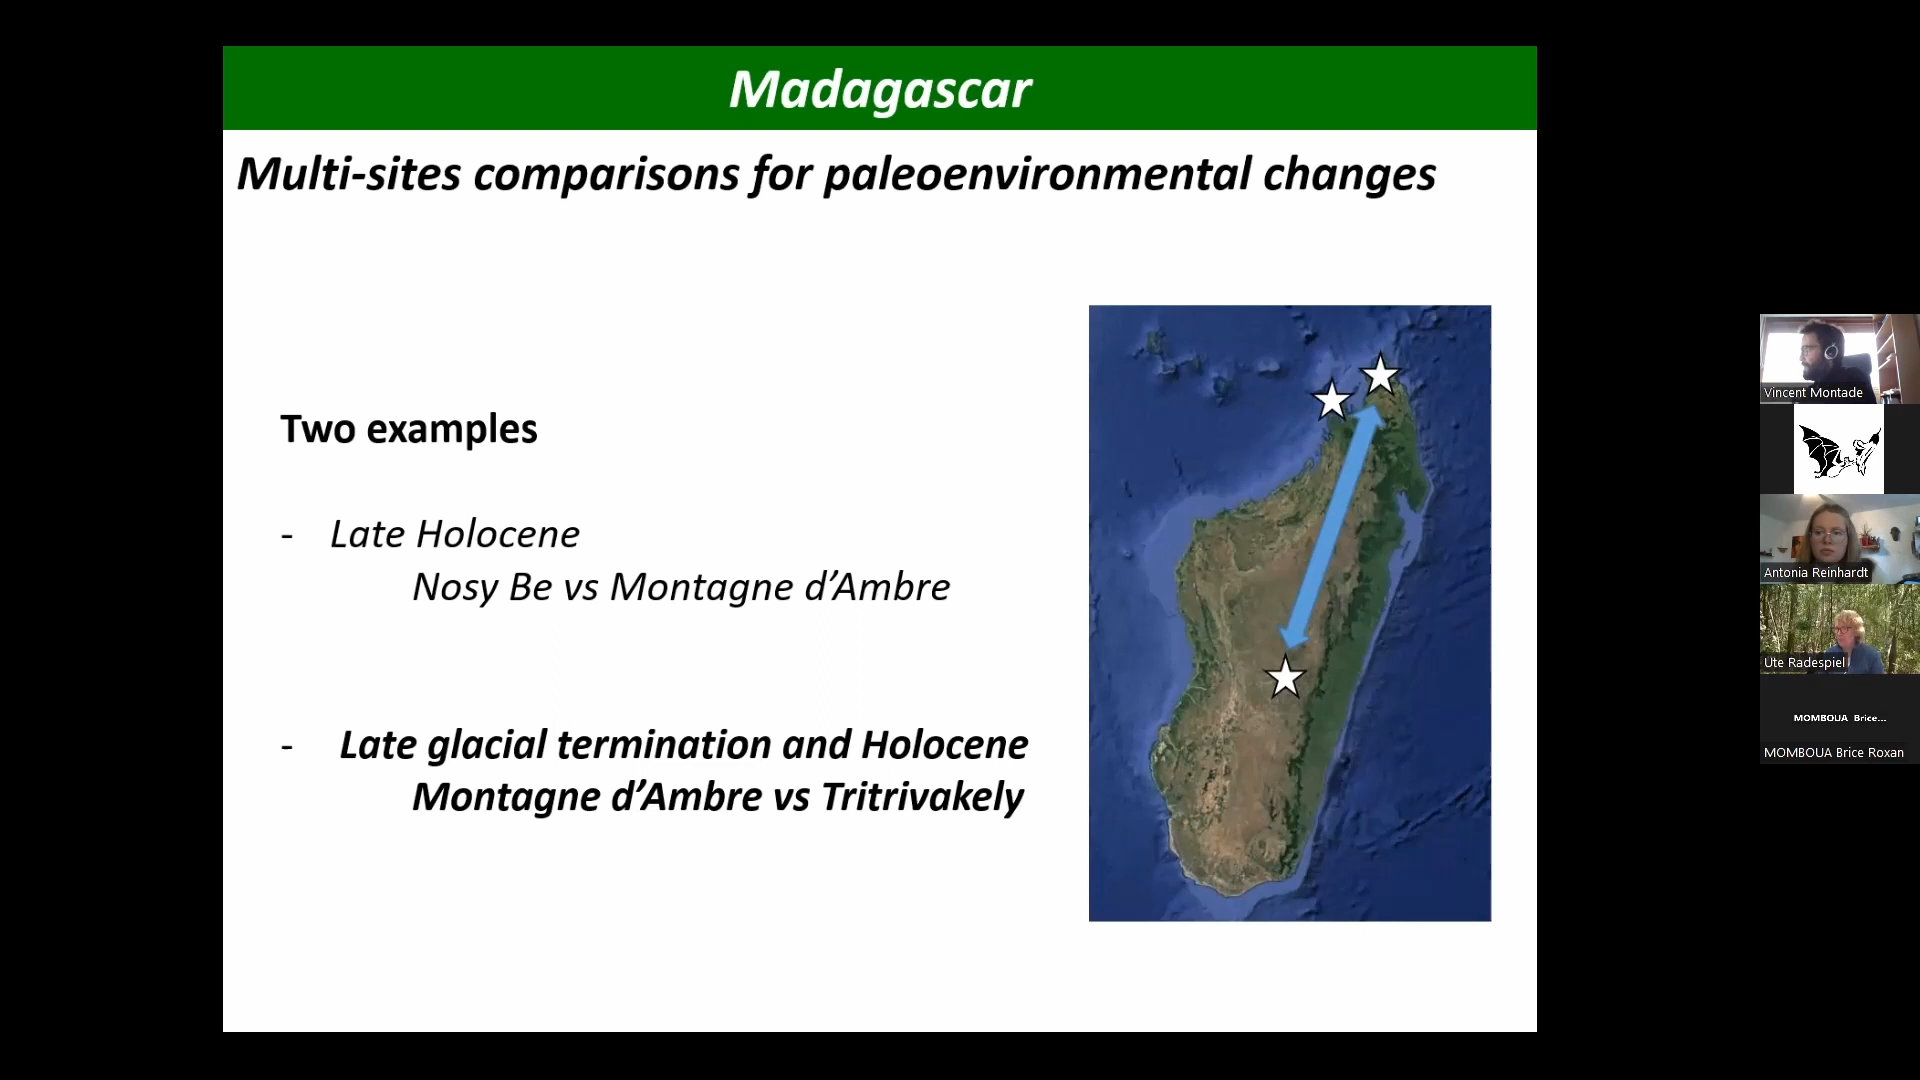 Madagascar
Multi-sites comparisons for paleoenvironmental changes
Two examples
- Late Holocene
Nosy Be vs Montagne d’Ambre
- Late glacial termination and Holocene
Montagne d’Ambre vs Tritrivakely
Vincent Montade
Antonia Reinhardt
Ute Radespiel
MOMBOUA Brice...
MOMBOUA Brice Roxan